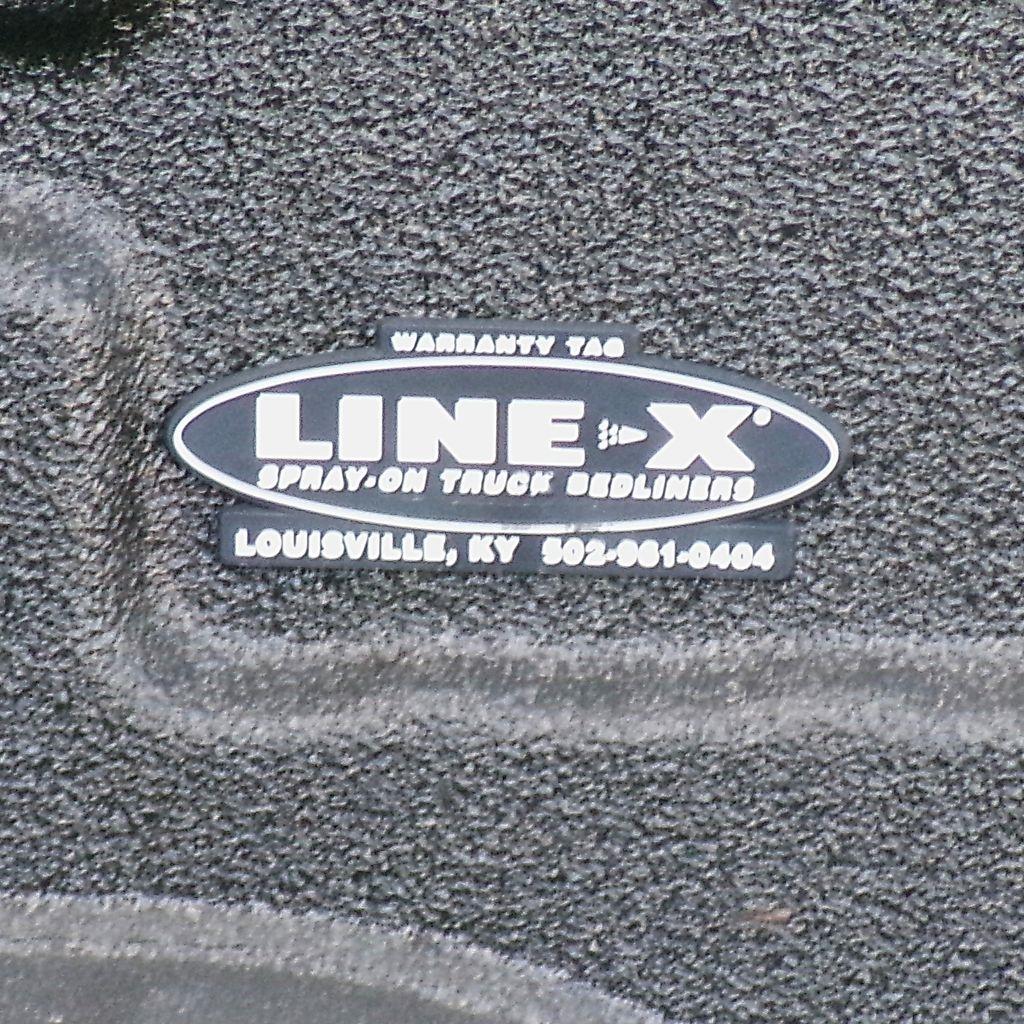 WARRANTY TAG
LINE-X®
SPRAY-ON TRUCK BEDLINERS
LOUISVILLE, KY 502-961-0404